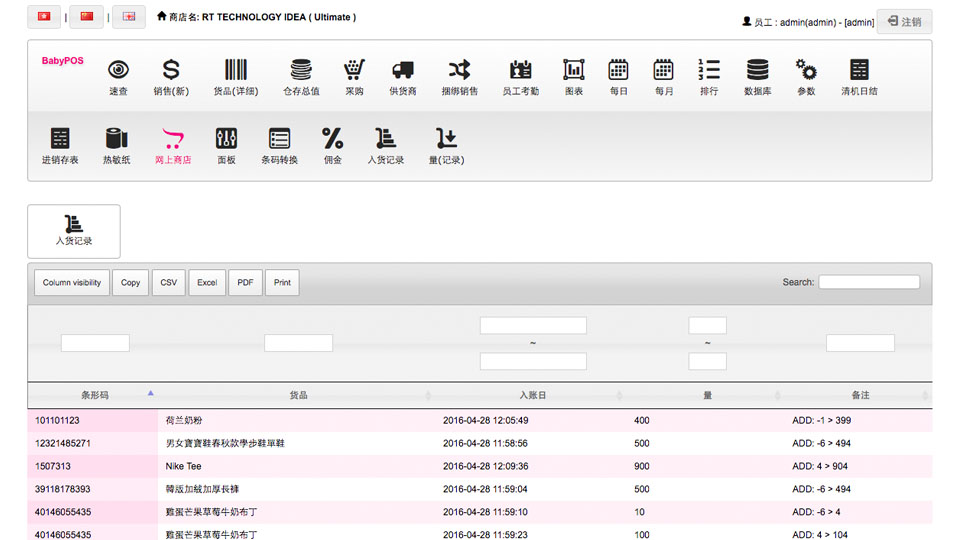 | | 商店名: RT TECHNOLOGY IDEA ( Ultimate )
员工 : admin(admin) - [admin] 注销
BabyPOS
速查 销售(新) 货品(详细) 仓存总值 采购 供货商 捆绑销售 员工考勤 图表 每日 每月 排行 数据库 参数 清机日结
进销存表 热敏纸 网上商店 面板 条码转换 佣金 入货记录 量(记录)
入货记录
Column visibility Copy CSV Excel PDF Print Search:
~ ~
条形码 货品 入账日 量 备注
101101123 荷兰奶粉 2016-04-28 12:05:49 400 ADD: -1 > 399
12321485271 男女寶寶鞋春秋款學步鞋單鞋 2016-04-28 11:58:56 500 ADD: -6 > 494
1507313 Nike Tee 2016-04-28 12:09:36 900 ADD: 4 > 904
39118178393 韓版加絨加厚長褲 2016-04-28 11:59:04 500 ADD: -6 > 494
40146055435 雞蛋芒果草莓牛奶布丁 2016-04-28 11:59:10 10 ADD: -6 > 4
40146055435 雞蛋芒果草莓牛奶布丁 2016-04-28 11:59:23 100 ADD: 4 > 104